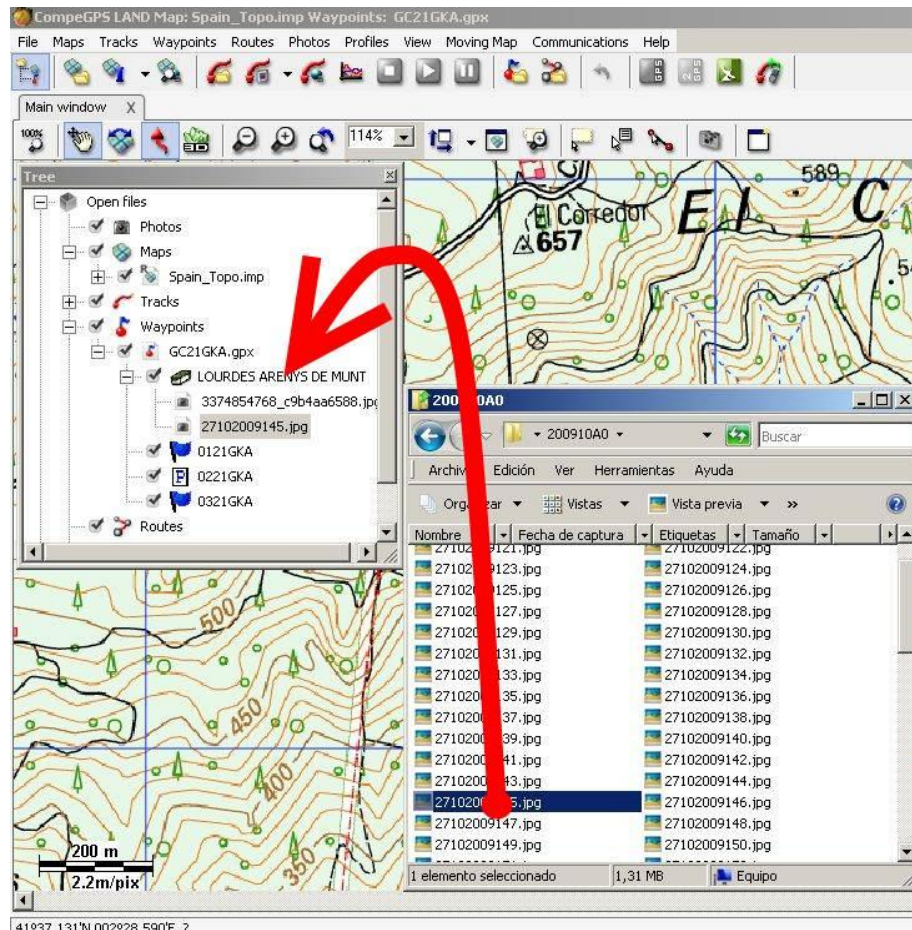 CompeGPS LAND Map: Spain_Topo.imp Waypoints: GC21GKA.gpx
File Maps Tracks Waypoints Routes Photos Profiles View Moving Map Communications Help
Main window X
100% 114%
Tree
Open files
Photos
Maps
Spain_Topo.imp
Tracks
Waypoints
GC21GKA.gpx
LOURDES ARENYS DE MUNT
3374854768_c9b4aa6588.jpg
27102009145.jpg
0121GKA
P 0221GKA
0321GKA
Routes
El Corredor
657
589
E l C
200910A0
Buscar
Edición Ver Herramientas Ayuda
Vistas Vista previa »
Nombre Fecha de captura Etiquetas Tamaño
27102009122.jpg
27102009124.jpg
27102009126.jpg
27102009128.jpg
27102009130.jpg
27102009132.jpg
27102009134.jpg
27102009136.jpg
27102009138.jpg
27102009140.jpg
27102009142.jpg
27102009144.jpg
27102009146.jpg
27102009147.jpg 27102009148.jpg
27102009149.jpg 27102009150.jpg
1 elemento seleccionado 1,31 MB Equipo
500
450
400
350
200 m
2.2m/pix